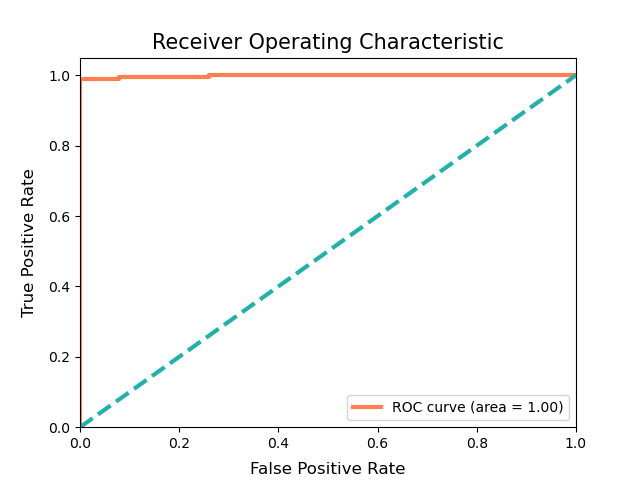 Receiver Operating Characteristic
1.0
0.8
0.6
0.4
0.2
0.0
True Positive Rate
ROC curve (area = 1.00)
0.0 0.2 0.4 0.6 0.8 1.0
False Positive Rate